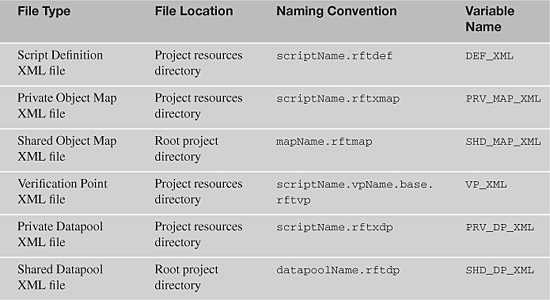 File Type File Location Naming Convention Variable
Name
Script Definition Project resources scriptName.rftdef DEF_XML
XML file directory
Private Object Map Project resources scriptName.rftxmap PRV_MAP_XML
XML file directory
Shared Object Map Root project mapName.rftmap SHD_MAP_XML
XML file directory
Verification Point Project resources scriptName.vpName.base. VP_XML
XML file directory rftvp
Private Datapool Project resources scriptName.rftxdp PRV_DP_XML
XML file directory
Shared Datapool Root project datapoolName.rftdp SHD_DP_XML
XML file directory